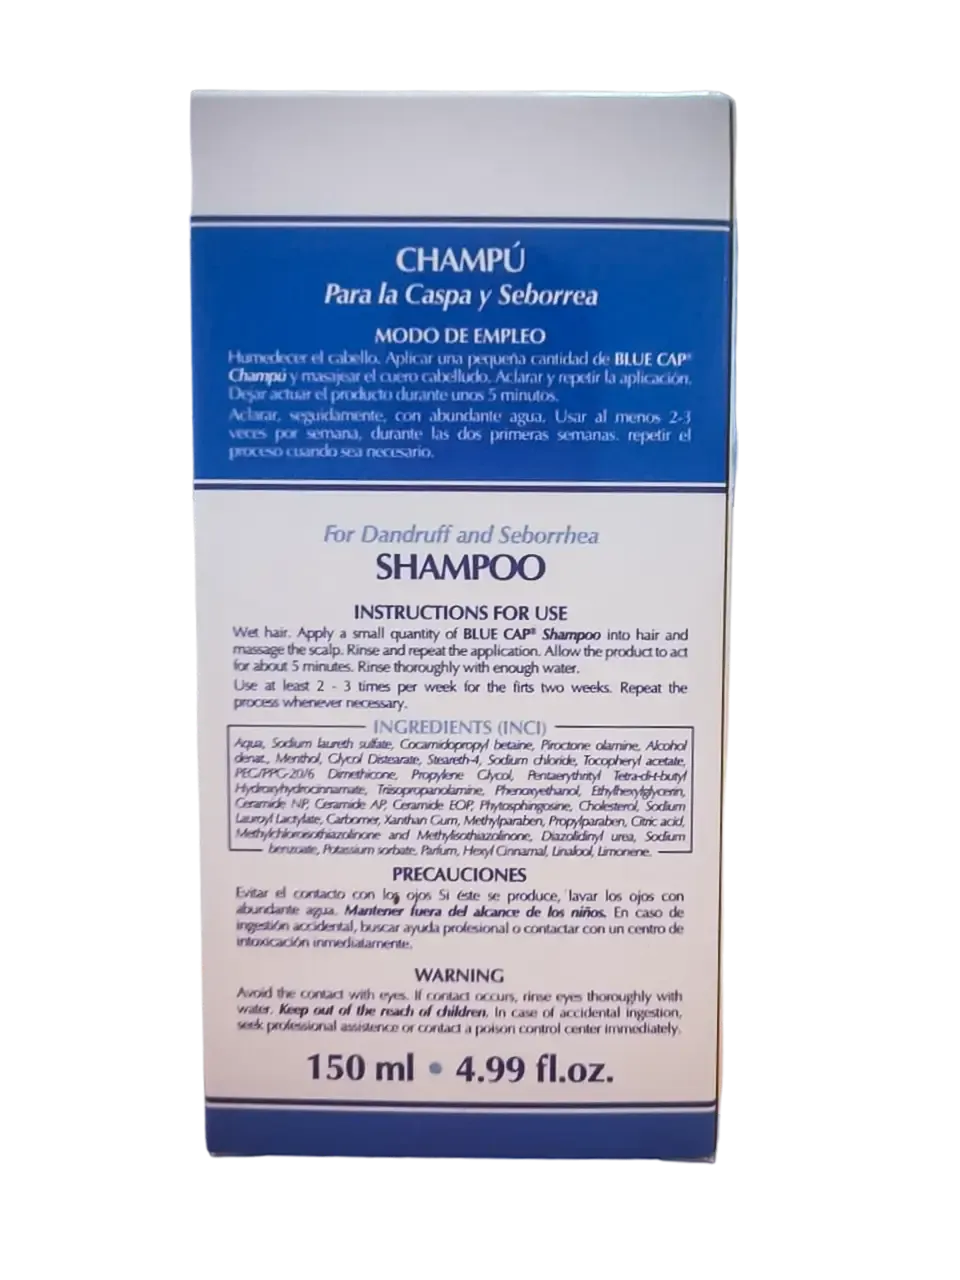 CHAMPÚ
Para la Caspa y Seborrea
MODO DE EMPLEO
Humedecer el cabello. Aplicar una pequeña cantidad de BLUE CAP®
Champú y masajear el cuero cabelludo. Aclarar y repetir la aplicación.
Dejar actuar el producto durante unos 5 minutos.
Aclarar, seguidamente, con abundante agua. Usar al menos 2-3
veces por semana, durante las dos primeras semanas. repetir el
proceso cuando sea necesario.
For Dandruff and Seborrhea
SHAMPOO
INSTRUCTIONS FOR USE
Wet hair. Apply a small quantity of BLUE CAP® Shampoo into hair and
massage the scalp. Rinse and repeat the application. Allow the product to act
for about 5 minutes. Rinse thoroughly with enough water.
Use at least 2 - 3 times per week for the firts two weeks. Repeat the
process whenever necessary.
INGREDIENTS (INCI)
Aqua, Sodium laureth sulfate, Cocamidopropyl betaine, Piroctone olamine, Alcohol
denat., Menthol, Glycol Distearate, Steareth-4, Sodium chloride, Tocopheryl acetate,
PEG/PPG-20/6 Dimethicone, Propylene Glycol, Pentaerythrityl Tetra-di-t-butyl
Hydroxyhydrocinnamate, Triisopropanolamine, Phenoxyethanol, Ethylhexylglycerin,
Ceramide NP, Ceramide AP, Ceramide EOP, Phytosphingosine, Cholesterol, Sodium
Lauroyl Lactylate, Carbomer, Xanthan Gum, Methylparaben, Propylparaben, Citric acid,
Methylchloroisothiazolinone and Methylisothiazolinone, Diazolidinyl urea, Sodium
benzoate, Potassium sorbate, Parfum, Hexyl Cinnamal, Linalool, Limonene.
PRECAUCIONES
Evitar el contacto con los ojos Si éste se produce, lavar los ojos con
abundante agua. Mantener fuera del alcance de los niños. En caso de
ingestión accidental, buscar ayuda profesional o contactar con un centro de
intoxicación inmediatamente.
WARNING
Avoid the contact with eyes. If contact occurs, rinse eyes thoroughly with
water. Keep out of the reach of children. In case of accidental ingestion,
seek professional assistence or contact a poison control center immediately.
150 ml • 4.99 fl.oz.